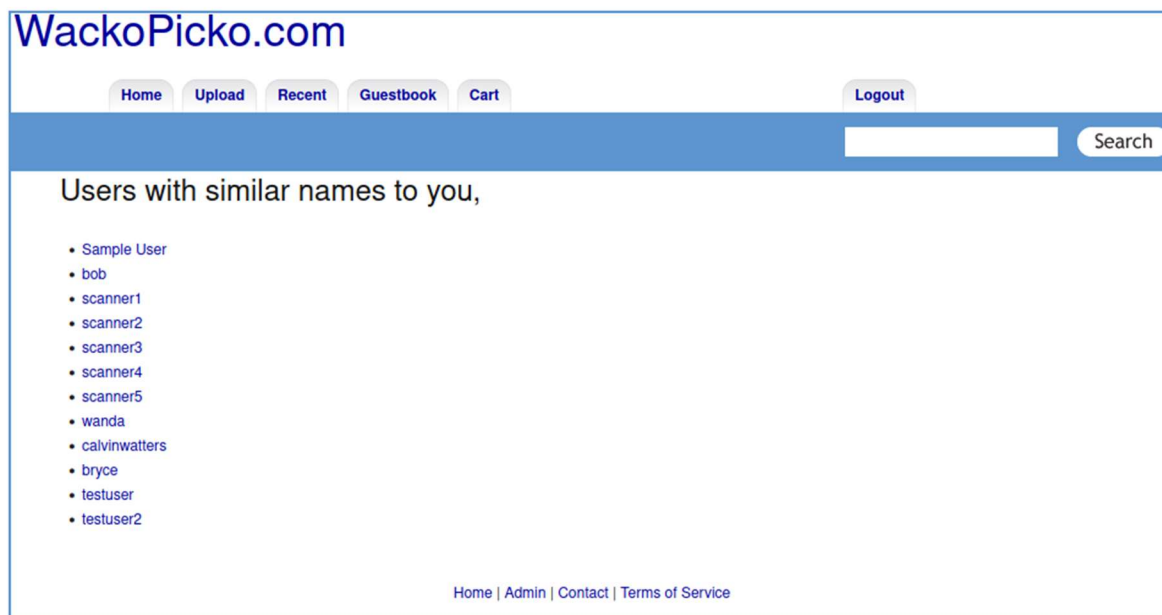 WackoPicko.com
Home Upload Recent Guestbook Cart Logout
Search
Users with similar names to you,
Sample User
bob
scanner1
scanner2
scanner3
scanner4
scanner5
wanda
calvinwatters
bryce
testuser
testuser2
Home | Admin | Contact | Terms of Service